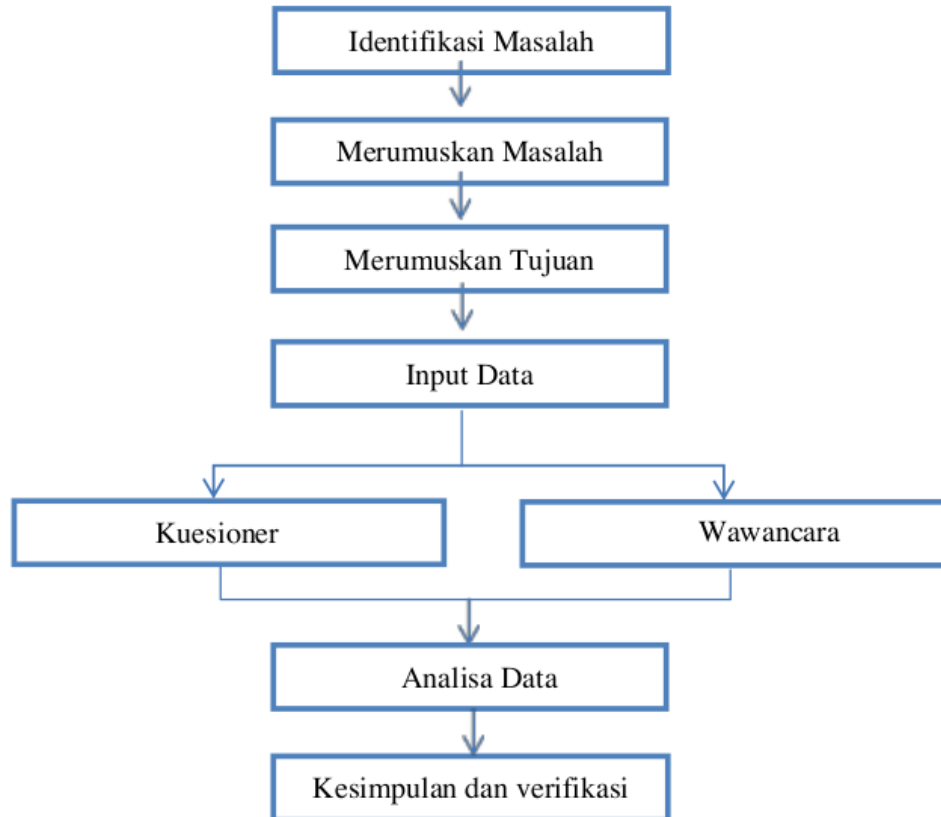 Identifikasi Masalah
Merumuskan Masalah
Merumuskan Tujuan
Input Data
Kuesioner
Wawancara
Analisa Data
Kesimpulan dan verifikasi